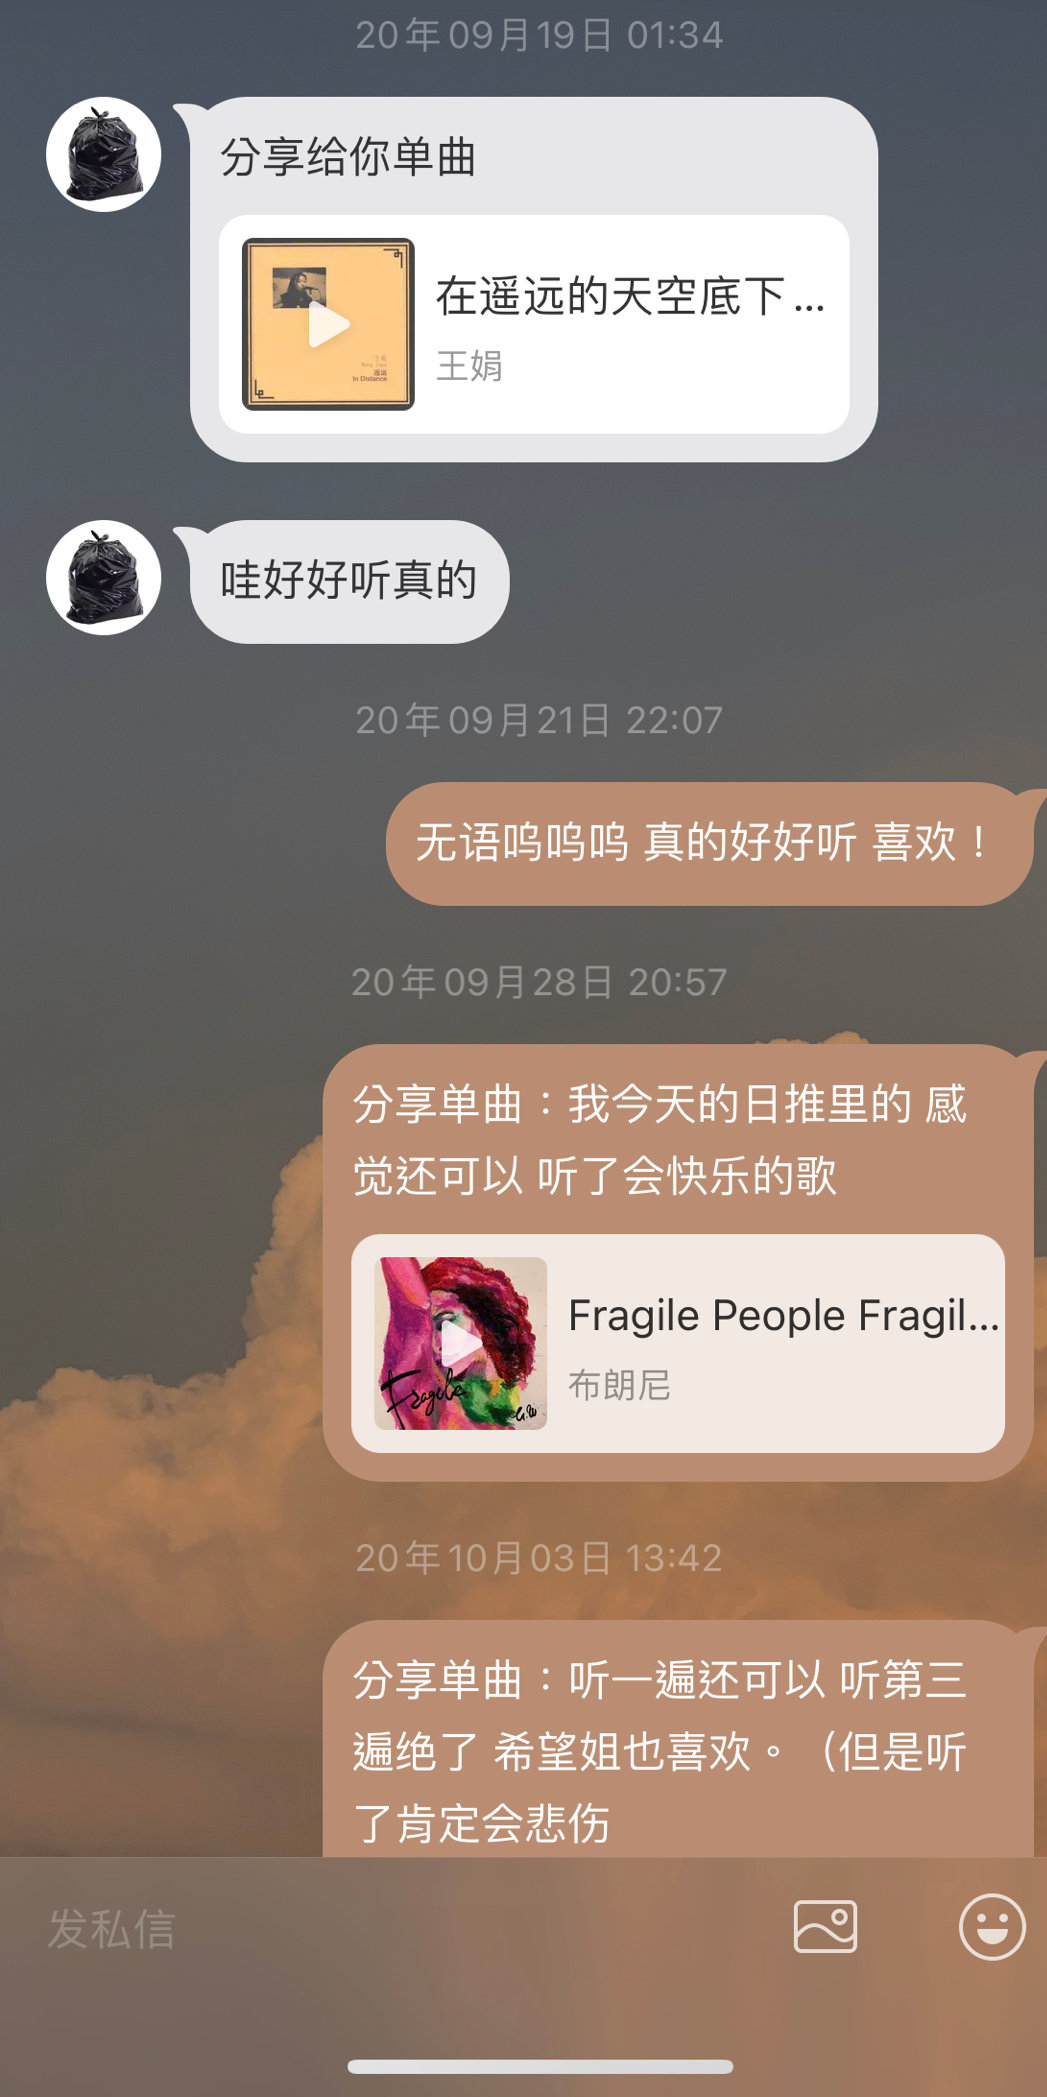 20年09月19日 01:34
分享给你单曲
在遥远的天空底下...
王娟
王娟
遥远
In Distance
哇好好听真的
20年09月21日 22:07
无语呜呜呜 真的好好听 喜欢！
20年09月28日 20:57
分享单曲：我今天的日推里的 感
觉还可以 听了会快乐的歌
Fragile People Fragil...
布朗尼
Fragile
20年10月03日 13:42
分享单曲：听一遍还可以 听第三
遍绝了 希望姐也喜欢。（但是听
了肯定会悲伤
发私信